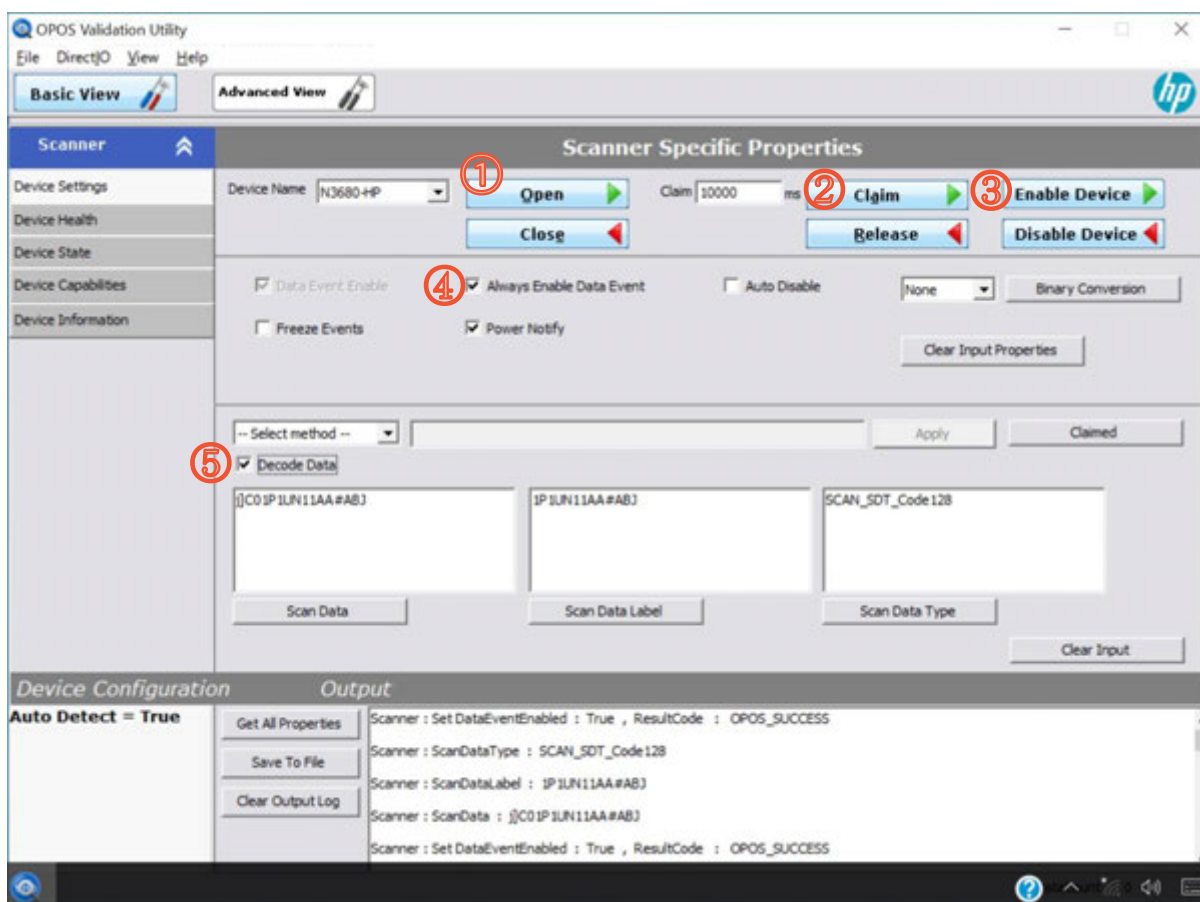 OPOS Validation Utility
File DirectIO View Help
Basic View Advanced View hp
Scanner Scanner Specific Properties
Device Settings
Device Health
Device State
Device Capabilities
Device Information
Device Name N3680-HP ① Open Claim 10000 ms ② Claim ③ Enable Device
Close Release Disable Device
Data Event Enable ④ Always Enable Data Event Auto Disable None Binary Conversion
Freeze Events Power Notify
Clear Input Properties
-- Select method -- Apply Claimed
⑤ Decode Data
j]C01P1UN11AA#ABJ 1P1UN11AA#ABJ SCAN_SDT_Code128
Scan Data Scan Data Label Scan Data Type
Clear Input
Device Configuration Output
Auto Detect = True
Get All Properties
Save To File
Clear Output Log
Scanner : Set DataEventEnabled : True , ResultCode : OPOS_SUCCESS
Scanner : ScanDataType : SCAN_SDT_Code128
Scanner : ScanDataLabel : 1P1UN11AA#ABJ
Scanner : ScanData : j]C01P1UN11AA#ABJ
Scanner : Set DataEventEnabled : True , ResultCode : OPOS_SUCCESS